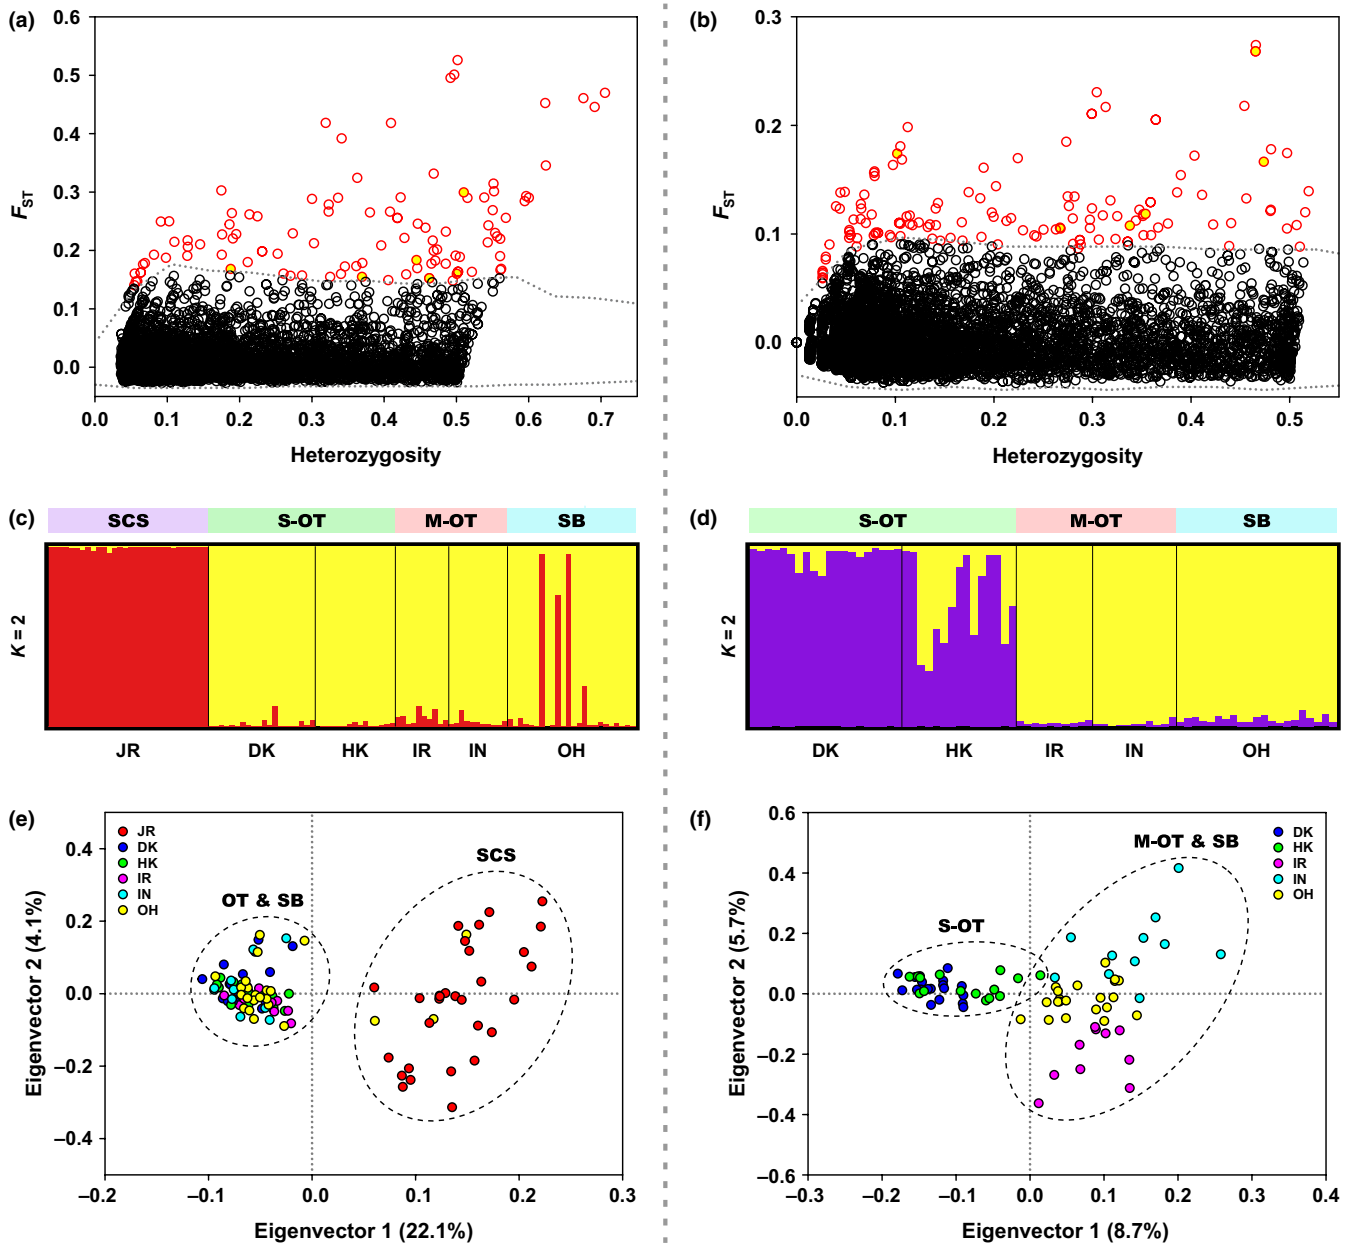 (a)
0.6
0.5
0.4
0.3
0.2
0.1
0.0
FST
0.0 0.1 0.2 0.3 0.4 0.5 0.6 0.7
Heterozygosity
(b)
0.3
0.2
0.1
0.0
FST
0.0 0.1 0.2 0.3 0.4 0.5
Heterozygosity
(c)
SCS S-OT M-OT SB
K = 2
JR DK HK IR IN OH
(d)
S-OT M-OT SB
K = 2
DK HK IR IN OH
(e)
JR
DK
HK
IR
IN
OH
OT & SB
SCS
0.4
0.2
0.0
−0.2
−0.4
Eigenvector 2 (4.1%)
−0.2 −0.1 0.0 0.1 0.2 0.3
Eigenvector 1 (22.1%)
(f)
DK
HK
IR
IN
OH
M-OT & SB
S-OT
0.6
0.4
0.2
0.0
−0.2
−0.4
−0.6
Eigenvector 2 (5.7%)
−0.3 −0.2 −0.1 0.0 0.1 0.2 0.3 0.4
Eigenvector 1 (8.7%)